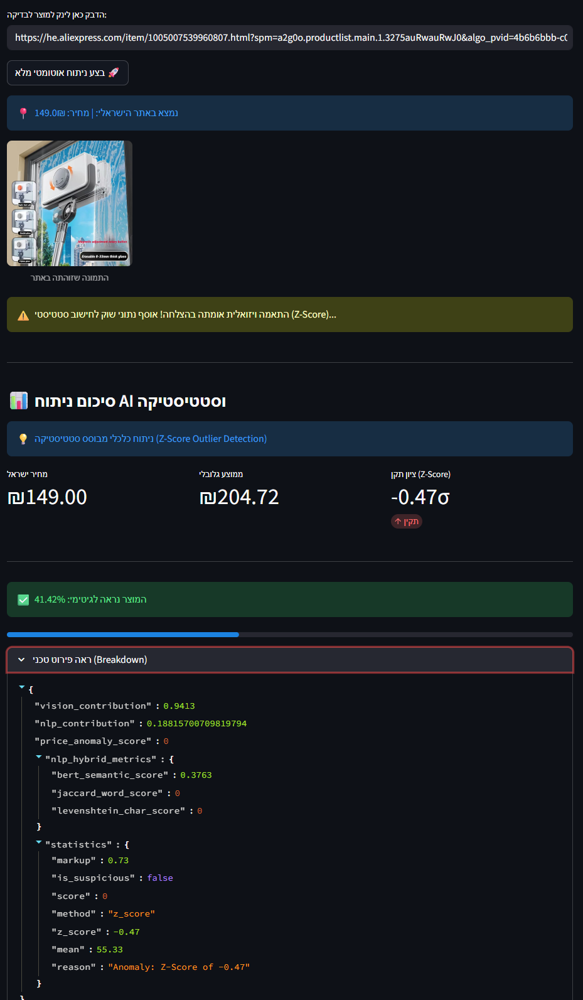 הדבק כאן לינק למוצר לבדיקה:
https://he.aliexpress.com/item/1005007539960807.html?spm=a2g0o.productlist.main.1.3275auRwauRwJ0&algo_pvid=4b6b6bbb-c0
בצע ניתוח אוטומטי מלא 🚀
📍 נמצא באתר הישראלי: | מחיר: 149.0₪
Magnetic adjustment rotary button
Erasable 8-33mm thick glass
התמונה שזוהתה באתר
⚠️ התאמה ויזואלית אומתה בהצלחה! אוסף נתוני שוק לחישוב סטטיסטי (Z-Score)...
📊 סיכום ניתוח AI וסטטיסטיקה
💡 ניתוח כלכלי מבוסס סטטיסטיקה (Z-Score Outlier Detection)
מחיר ישראל
₪149.00
ממוצע גלובלי
₪204.72
ציון תקן (Z-Score)
-0.47σ
↑ תקין
✅ המוצר נראה לגיטימי: 41.42%
ראה פירוט טכני (Breakdown)
{
"vision_contribution" : 0.9413
"nlp_contribution" : 0.18815700709819794
"price_anomaly_score" : 0
"nlp_hybrid_metrics" : {
"bert_semantic_score" : 0.3763
"jaccard_word_score" : 0
"levenshtein_char_score" : 0
}
"statistics" : {
"markup" : 0.73
"is_suspicious" : false
"score" : 0
"method" : "z_score"
"z_score" : -0.47
"mean" : 55.33
"reason" : "Anomaly: Z-Score of -0.47"
}
}